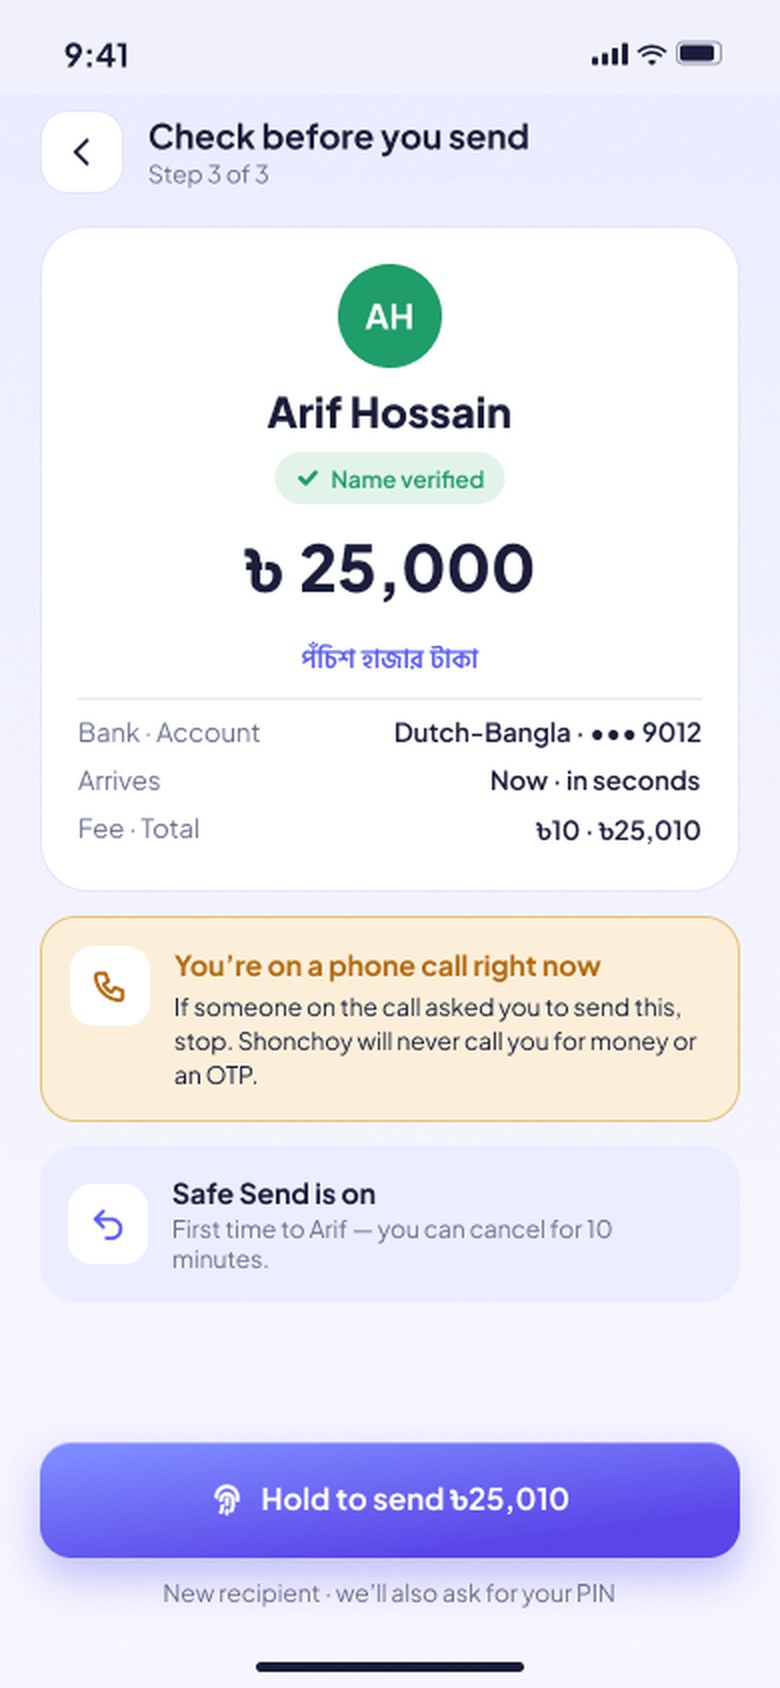 9:41
Check before you send
Step 3 of 3
AH
Arif Hossain
Name verified
৳ 25,000
পঁচিশ হাজার টাকা
Bank · Account Dutch-Bangla · ••• 9012
Arrives Now · in seconds
Fee · Total ৳10 · ৳25,010
You’re on a phone call right now
If someone on the call asked you to send this,
stop. Shonchoy will never call you for money or
an OTP.
Safe Send is on
First time to Arif — you can cancel for 10
minutes.
Hold to send ৳25,010
New recipient · we’ll also ask for your PIN